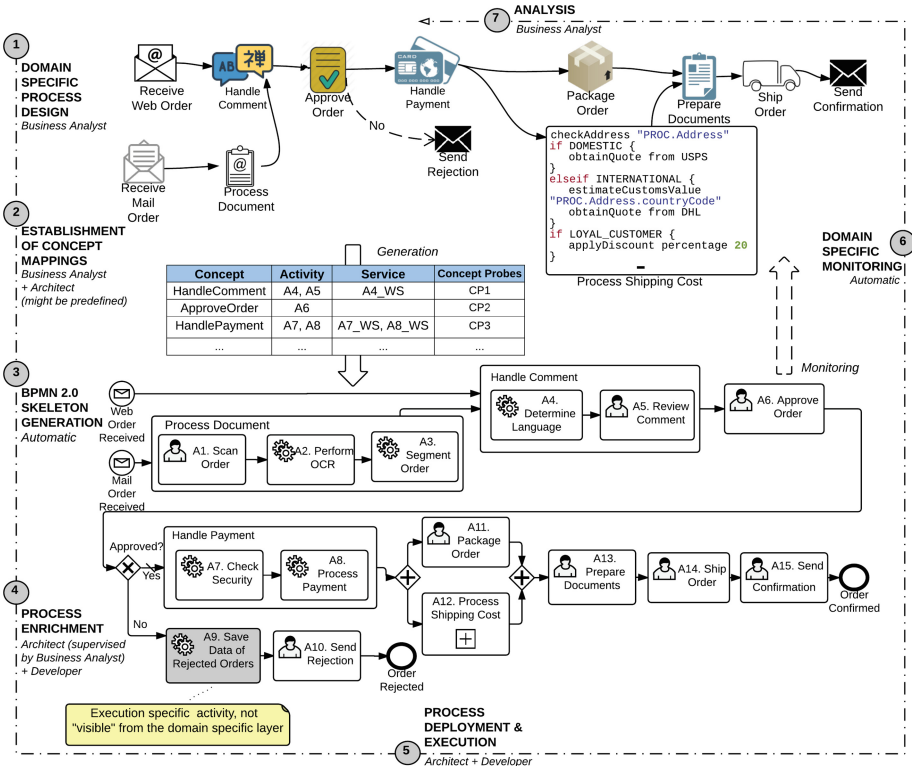 7
ANALYSIS
Business Analyst
1
DOMAIN
SPECIFIC
PROCESS
DESIGN
Business Analyst
@
Receive
Web Order
AB
禅
Handle
Comment
Approve
Order
CARD
Handle
Payment
Package
Order
Prepare
Documents
Ship
Order
Send
Confirmation
No
Send
Rejection
Receive
Mail
Order
@
Process
Document
checkAddress "PROC.Address"
if DOMESTIC {
obtainQuote from USPS
}
elseif INTERNATIONAL {
estimateCustomsValue
"PROC.Address.countryCode"
obtainQuote from DHL
}
if LOYAL_CUSTOMER {
applyDiscount percentage 20
}
Process Shipping Cost
2
ESTABLISHMENT
OF CONCEPT
MAPPINGS
Business Analyst
+ Architect
(might be predefined)
Generation
Concept Activity Service Concept Probes
HandleComment A4, A5 A4_WS CP1
ApproveOrder A6 CP2
HandlePayment A7, A8 A7_WS, A8_WS CP3
... ... ... ...
6
DOMAIN
SPECIFIC
MONITORING
Automatic
Monitoring
3
BPMN 2.0
SKELETON
GENERATION
Automatic
Web
Order
Received
Mail
Order
Received
Process Document
A1. Scan
Order
A2. Perform
OCR
A3.
Segment
Order
Handle Comment
A4.
Determine
Language
A5. Review
Comment
A6. Approve
Order
Approved?
Yes
No
Handle Payment
A7. Check
Security
A8.
Process
Payment
A11.
Package
Order
A12. Process
Shipping Cost
A13.
Prepare
Documents
A14. Ship
Order
A15. Send
Confirmation
Order
Confirmed
4
PROCESS
ENRICHMENT
Architect (supervised
by Business Analyst)
+ Developer
A9. Save
Data of
Rejected Orders
A10. Send
Rejection
Order
Rejected
Execution specific activity, not
"visible" from the domain specific layer
5
PROCESS
DEPLOYMENT &
EXECUTION
Architect + Developer